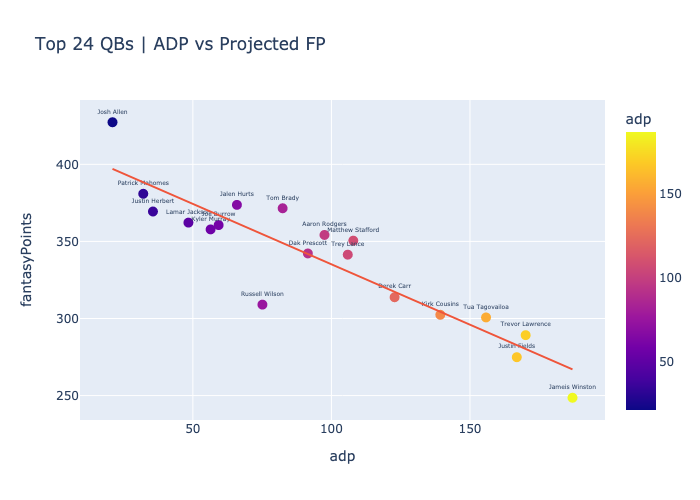 Top 24 QBs | ADP vs Projected FP
adp
Josh Allen
Patrick Mahomes
Justin Herbert
Jalen Hurts
Tom Brady
Lamar Jackson
Joe Burrow
Kyler Murray
Aaron Rodgers
Matthew Stafford
Dak Prescott
Trey Lance
Russell Wilson
Derek Carr
Kirk Cousins
Tua Tagovailoa
Trevor Lawrence
Justin Fields
Jameis Winston
400
350
300
250
fantasyPoints
50
100
150
adp
150
100
50